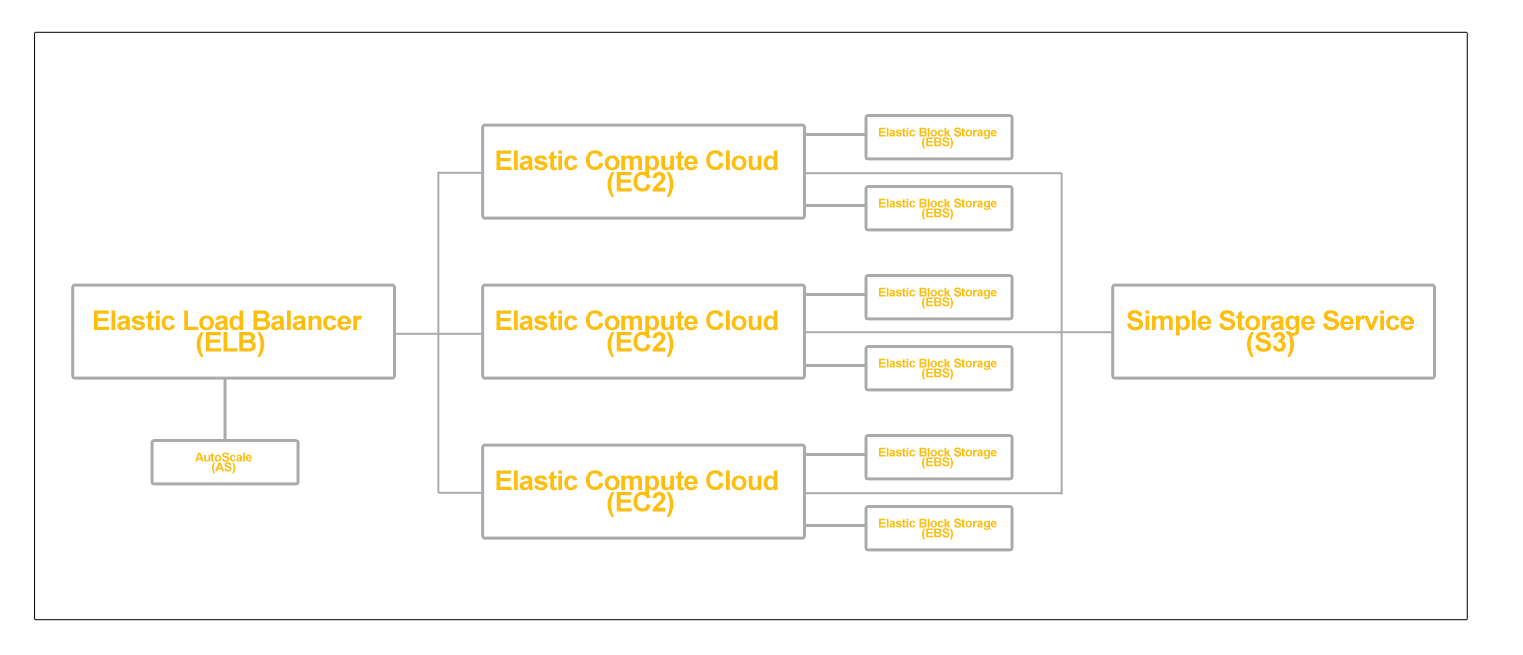 Elastic Load Balancer
(ELB)
AutoScale
(AS)
Elastic Compute Cloud
(EC2)
Elastic Block Storage
(EBS)
Elastic Block Storage
(EBS)
Elastic Compute Cloud
(EC2)
Elastic Block Storage
(EBS)
Elastic Block Storage
(EBS)
Elastic Compute Cloud
(EC2)
Elastic Block Storage
(EBS)
Elastic Block Storage
(EBS)
Simple Storage Service
(S3)